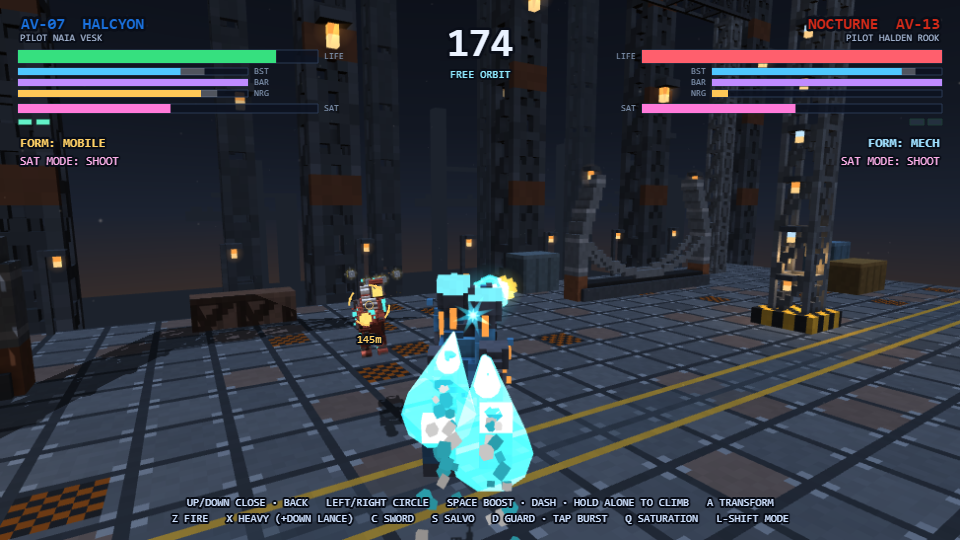 AV-07 HALCYON
PILOT NAIA VESK
LIFE
BST
BAR
NRG
SAT
FORM: MOBILE
SAT MODE: SHOOT
174
FREE ORBIT
NOCTURNE AV-13
PILOT HALDEN ROOK
LIFE
BST
BAR
NRG
SAT
FORM: MECH
SAT MODE: SHOOT
145m
UP/DOWN CLOSE · BACK LEFT/RIGHT CIRCLE SPACE BOOST · DASH · HOLD ALONE TO CLIMB A TRANSFORM
Z FIRE X HEAVY (+DOWN LANCE) C SWORD S SALVO D GUARD · TAP BURST Q SATURATION L-SHIFT MODE